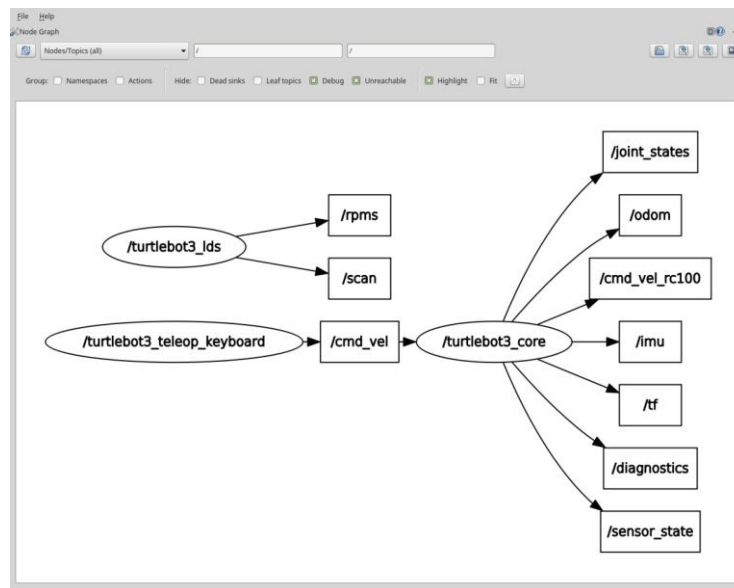 File Help
Node Graph
Nodes/Topics (all) / /
Group: Namespaces Actions Hide: Dead sinks Leaf topics Debug Unreachable Highlight Fit
/joint_states
/rpms
/odom
/turtlebot3_lds
/scan
/cmd_vel_rc100
/turtlebot3_teleop_keyboard /cmd_vel /turtlebot3_core /imu
/tf
/diagnostics
/sensor_state